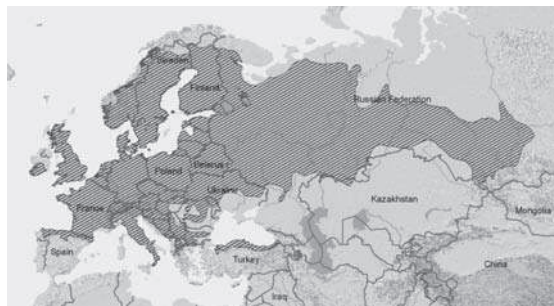 Sweden
Finland
Russian Federation
Poland
Belarus
Ukraine
France
Kazakhstan
Mongolia
Spain
Turkey
China
Iraq